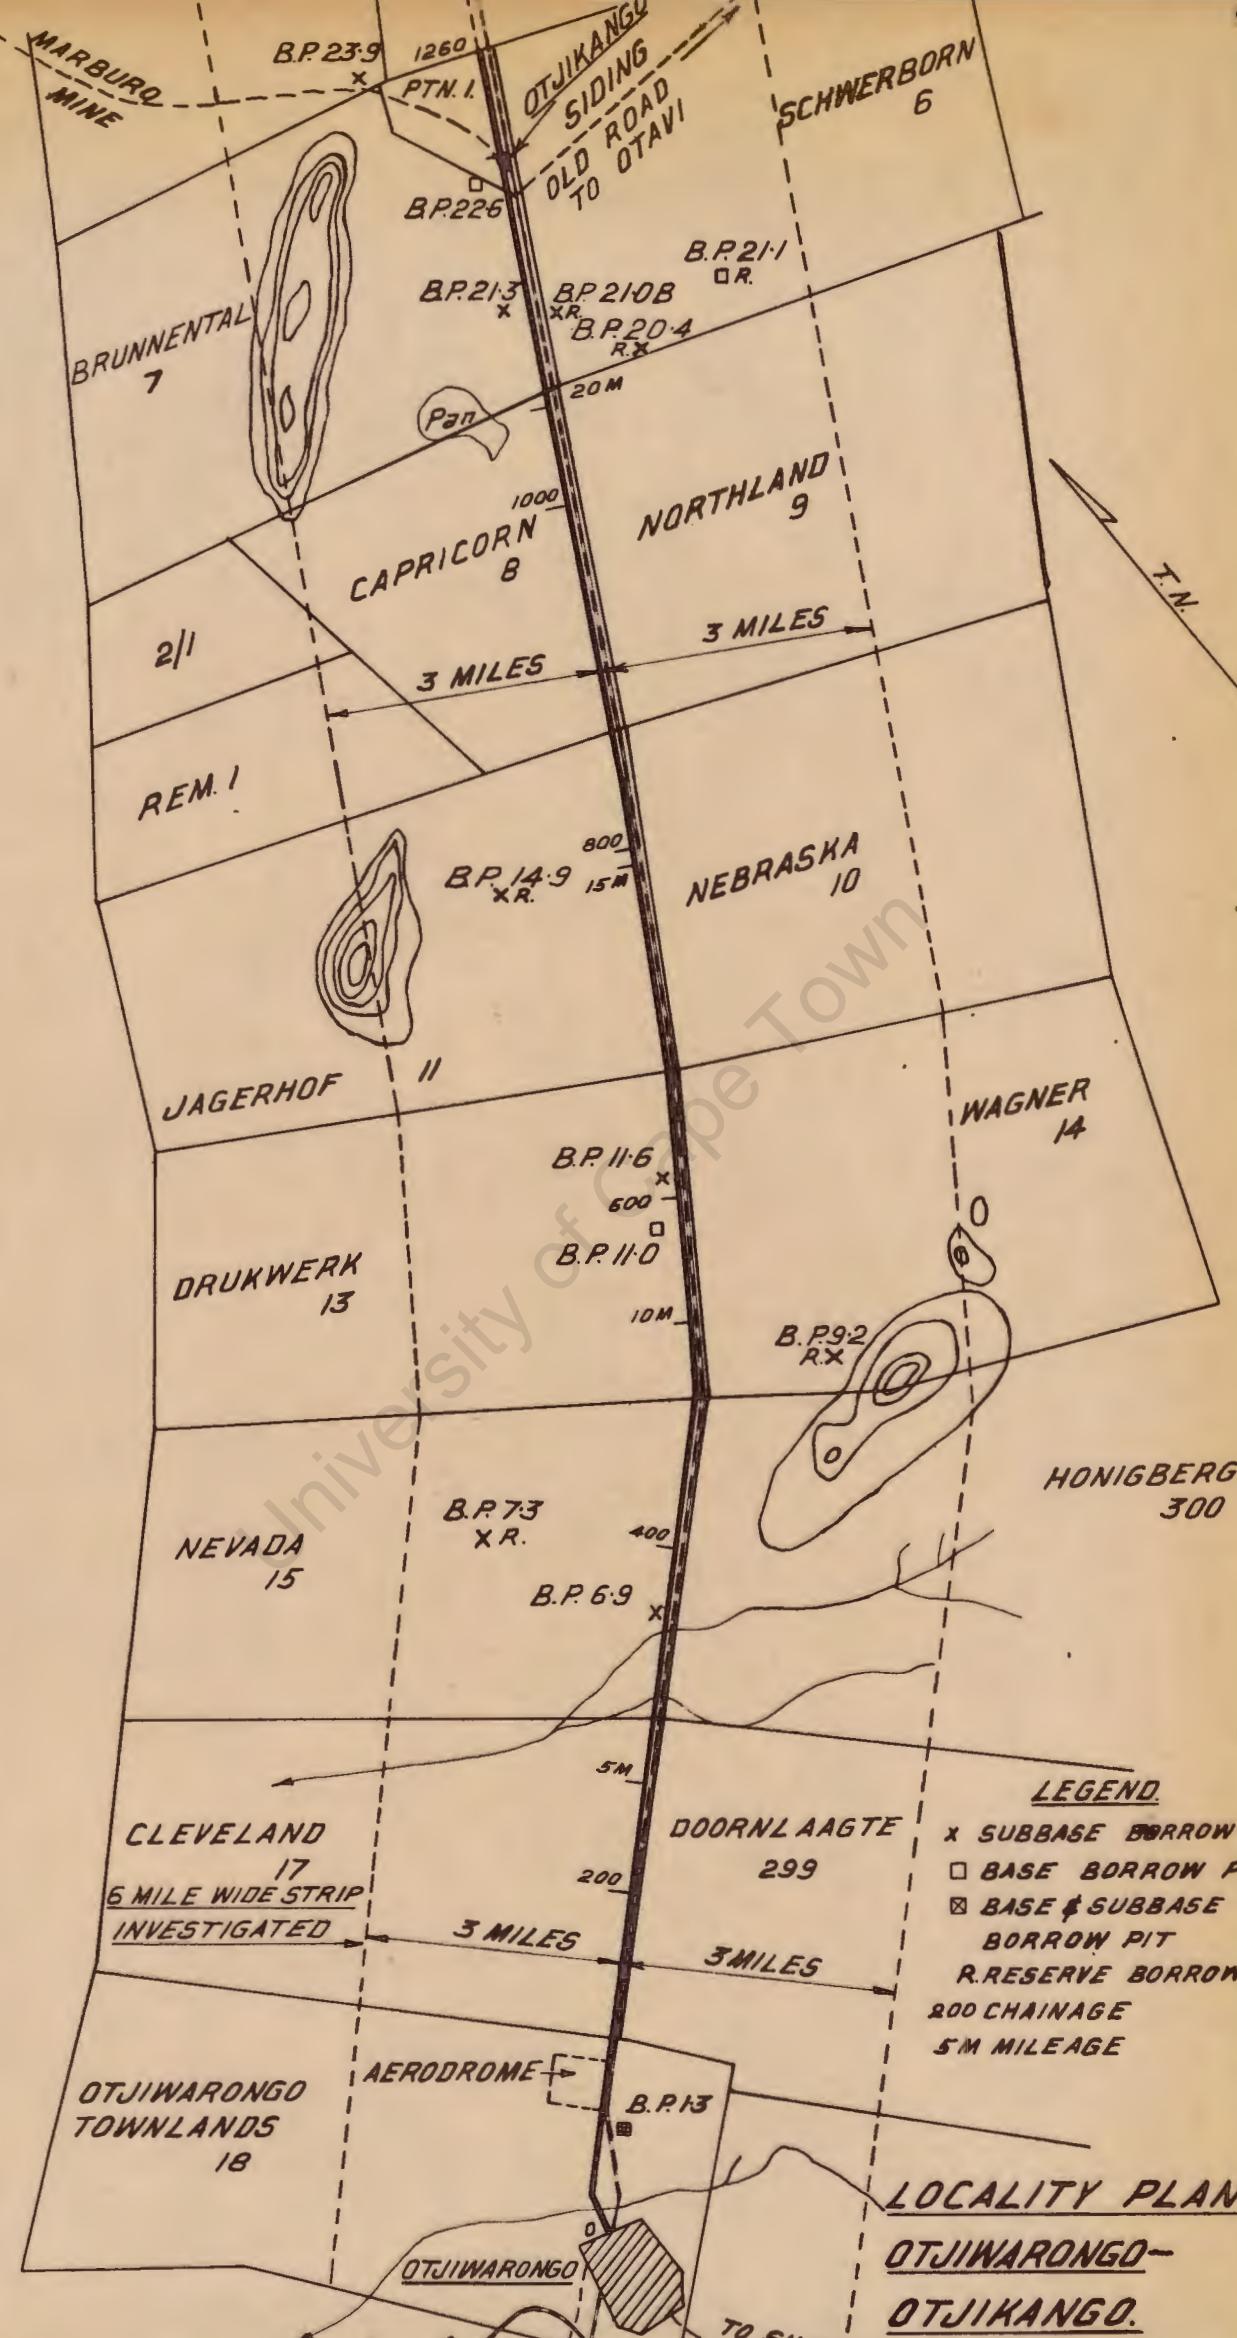 MARBURG
MINE
B.P. 23·9
1260
PTN. 1.
OTJIKANGO
SIDING
OLD ROAD
TO OTAVI
SCHWERBORN
6
B.P. 22·6
B.P. 21·1
R.
B.P. 21·3
B.P. 21·0B
R.
B.P. 20·4
R.
BRUNNENTAL
7
20M
Pan
1000
NORTHLAND
9
CAPRICORN
8
T.N.
2/1
3 MILES
3 MILES
REM. 1
800
B.P. 14·9
R.
15M
NEBRASKA
10
JAGERHOF 11
WAGNER
14
B.P. 11·6
600
B.P. 11·0
DRUKWERK
13
10M
B.P. 9·2
R.
HONIGBERG
300
B.P. 7·3
R.
400
NEVADA
15
B.P. 6·9
5M
LEGEND.
CLEVELAND
17
DOORNLAAGTE
299
X SUBBASE BORROW
BASE BORROW
200
6 MILE WIDE STRIP
INVESTIGATED
BASE & SUBBASE
BORROW PIT
3 MILES
3 MILES
R. RESERVE BORROW
200 CHAINAGE
5M MILEAGE
AERODROME
OTJIWARONGO
TOWNLANDS
18
B.P. 1·3
LOCALITY PLAN
OTJIWARONGO–
OTJIKANGO.
0
OTJIWARONGO
TO
University of Cape Town